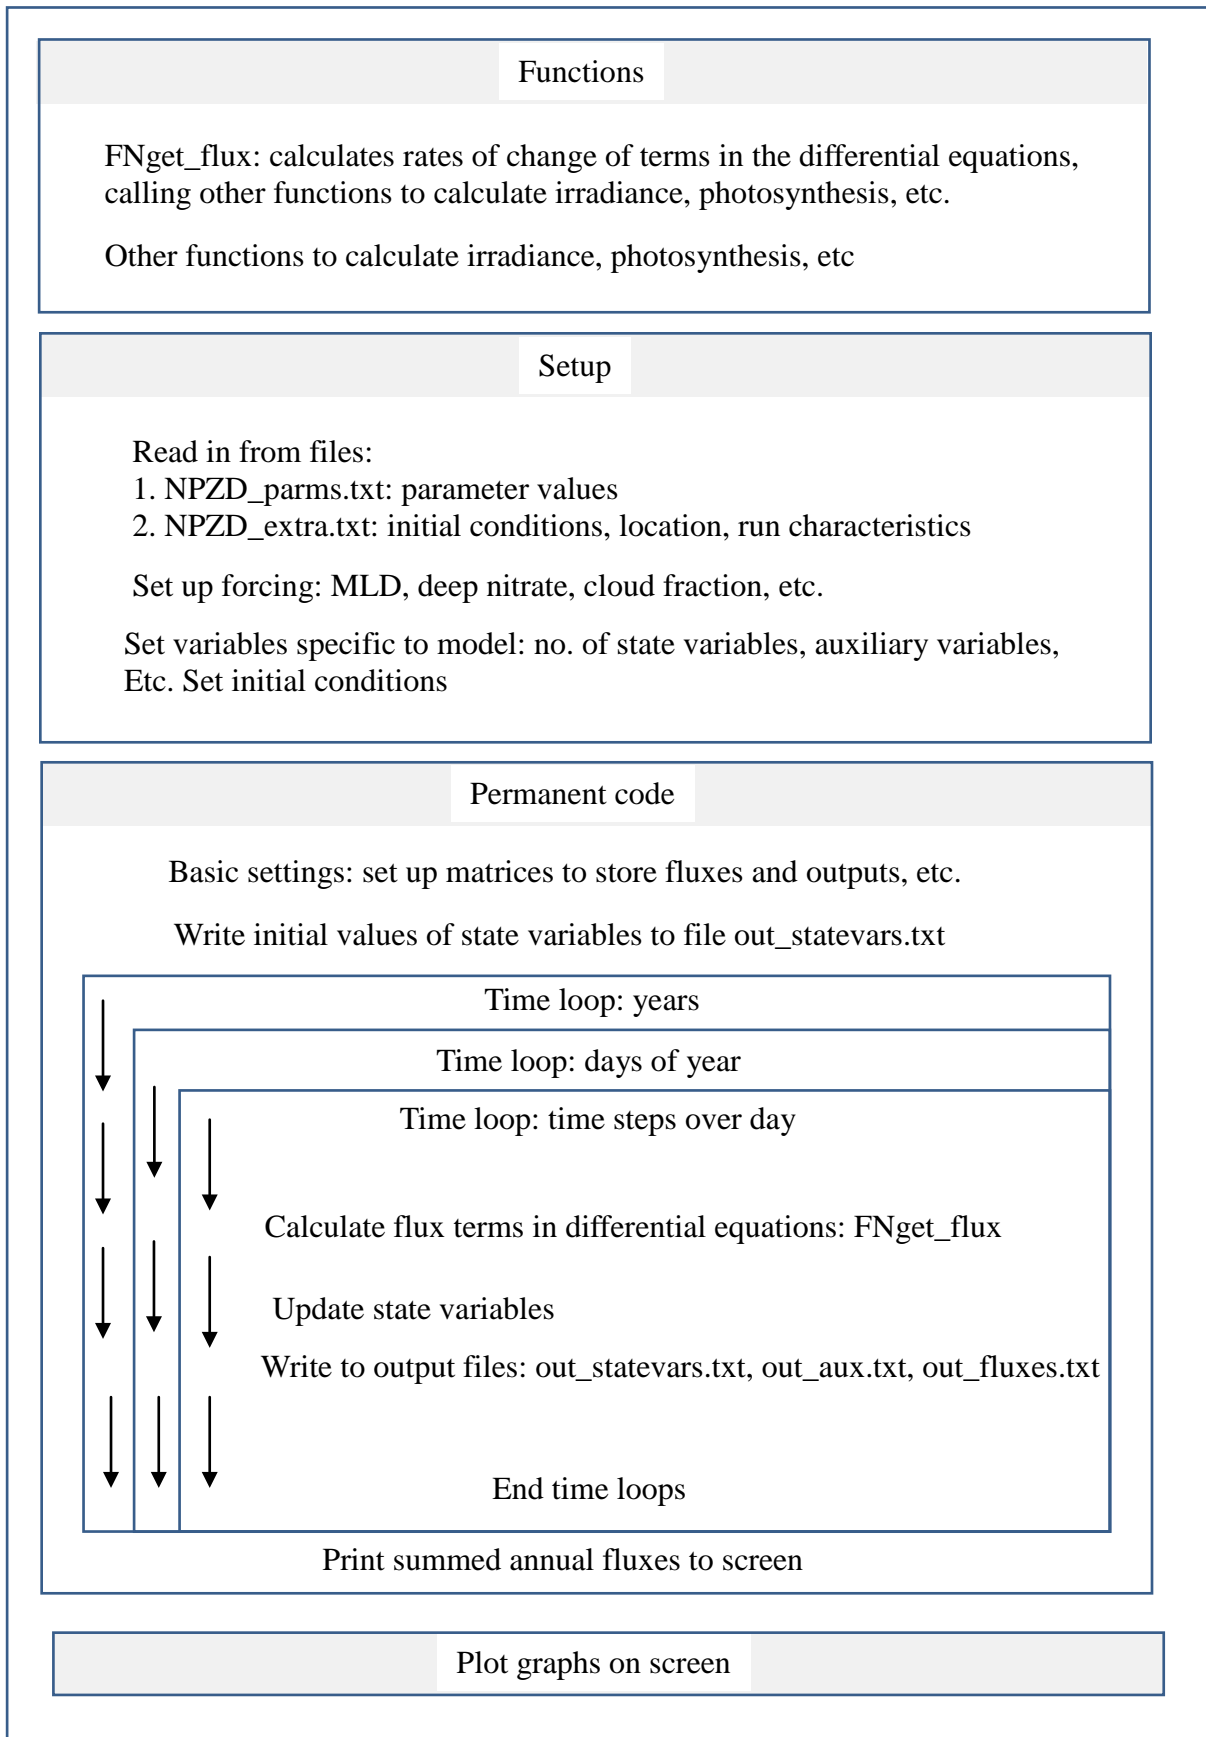 Functions
FNget_flux: calculates rates of change of terms in the differential equations,
calling other functions to calculate irradiance, photosynthesis, etc.
Other functions to calculate irradiance, photosynthesis, etc
Setup
Read in from files:
1. NPZD_parms.txt: parameter values
2. NPZD_extra.txt: initial conditions, location, run characteristics
Set up forcing: MLD, deep nitrate, cloud fraction, etc.
Set variables specific to model: no. of state variables, auxiliary variables,
Etc. Set initial conditions
Permanent code
Basic settings: set up matrices to store fluxes and outputs, etc.
Write initial values of state variables to file out_statevars.txt
Time loop: years
Time loop: days of year
Time loop: time steps over day
Calculate flux terms in differential equations: FNget_flux
Update state variables
Write to output files: out_statevars.txt, out_aux.txt, out_fluxes.txt
End time loops
Print summed annual fluxes to screen
Plot graphs on screen